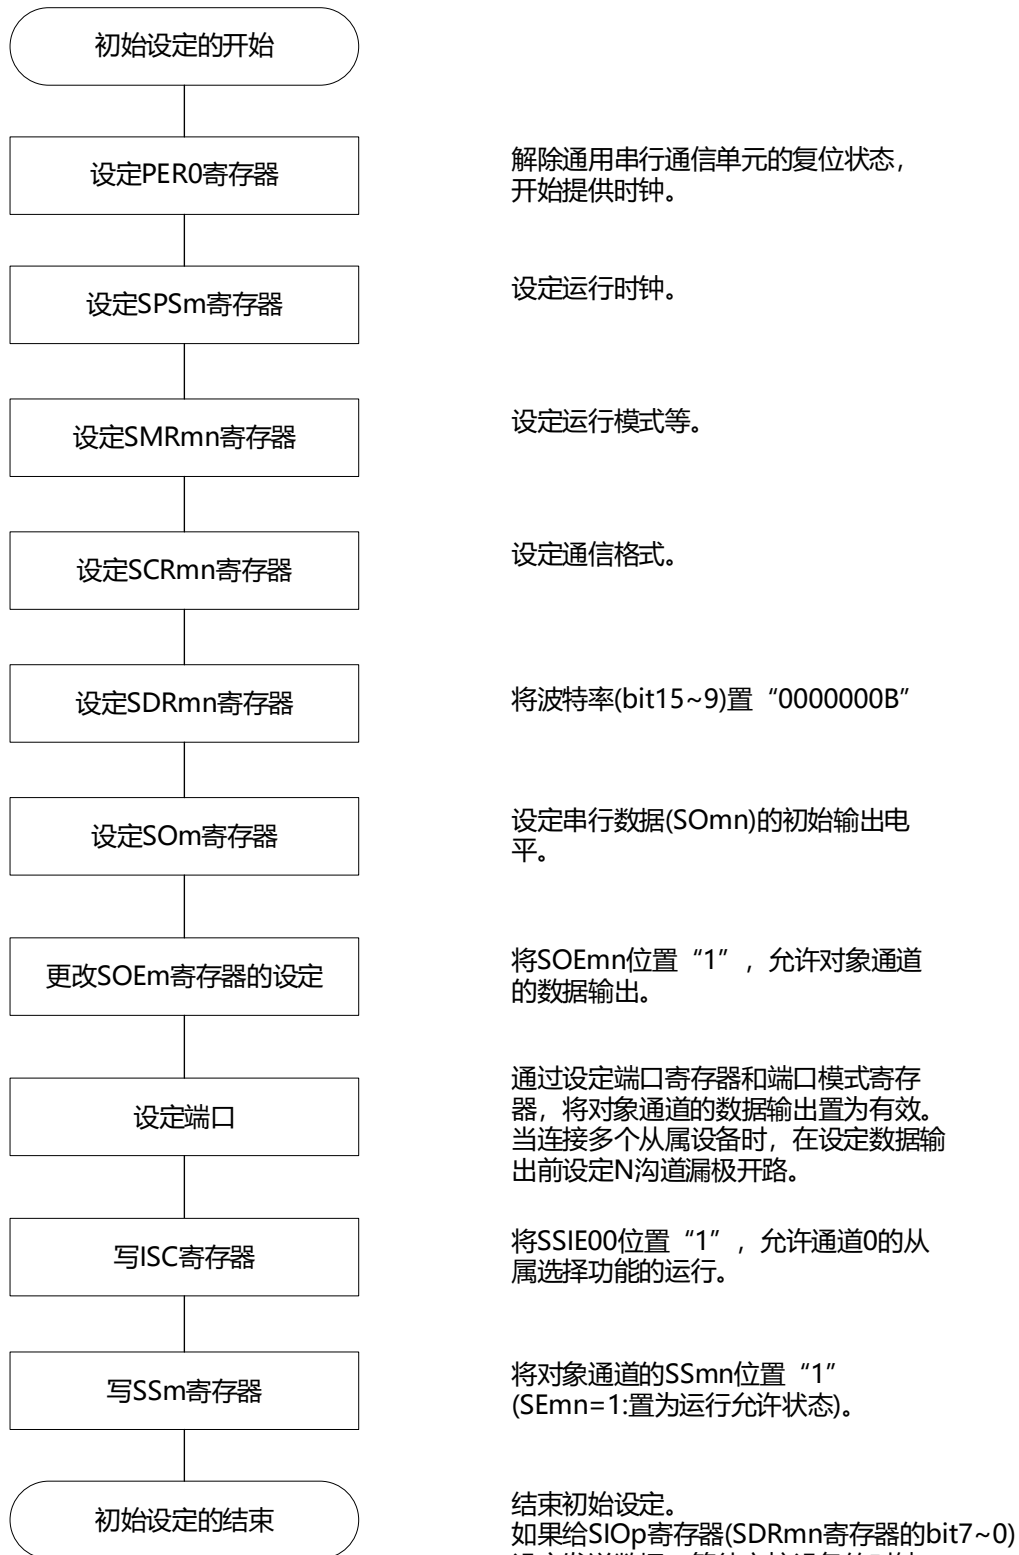 初始设定的开始
设定PER0寄存器
解除通用串行通信单元的复位状态，
开始提供时钟。
设定SPSm寄存器
设定运行时钟。
设定SMRmn寄存器
设定运行模式等。
设定SCRmn寄存器
设定通信格式。
设定SDRmn寄存器
将波特率(bit15~9)置“0000000B”
设定SOm寄存器
设定串行数据(SOmn)的初始输出电
平。
更改SOEm寄存器的设定
将SOEmn位置“1”，允许对象通道
的数据输出。
设定端口
通过设定端口寄存器和端口模式寄存
器，将对象通道的数据输出置为有效。
当连接多个从属设备时，在设定数据输
出前设定N沟道漏极开路。
写ISC寄存器
将SSIE00位置“1”，允许通道0的从
属选择功能的运行。
写SSm寄存器
将对象通道的SSmn位置“1”
(SEmn=1:置为运行允许状态)。
初始设定的结束
结束初始设定。
如果给SIOp寄存器(SDRmn寄存器的bit7~0)